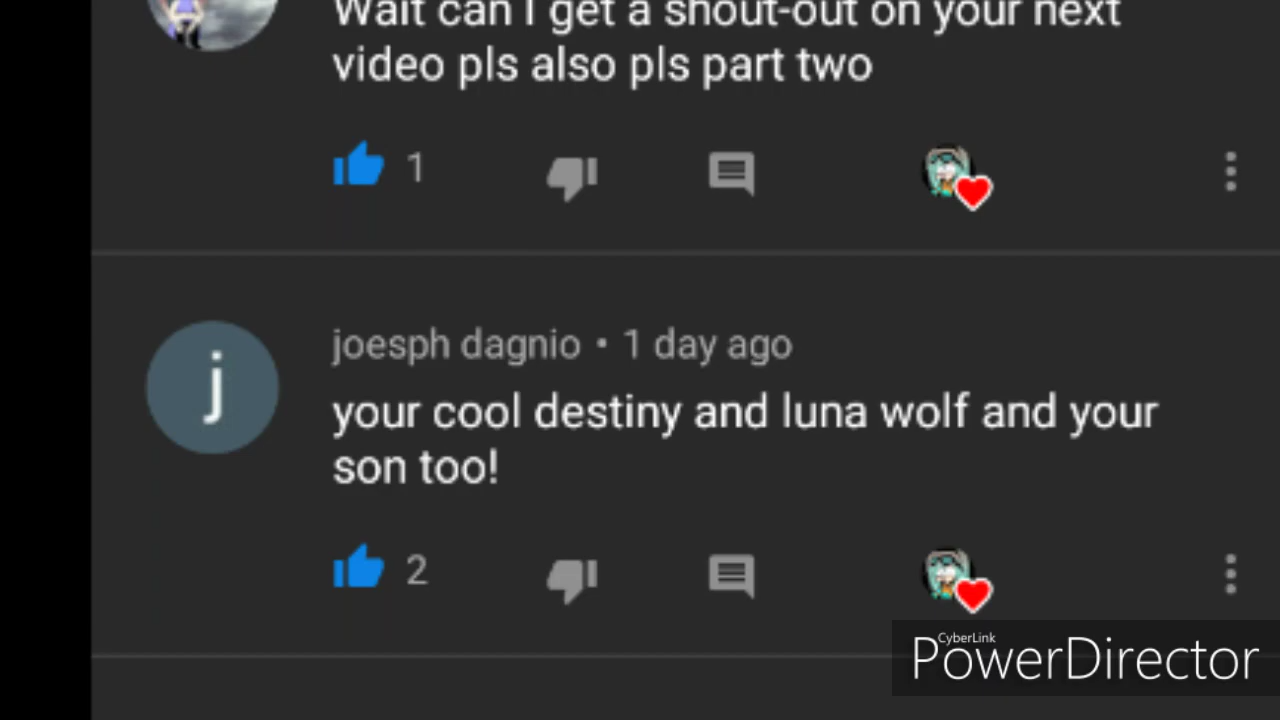 Wait can I get a shout-out on your next
video pls also pls part two
1
joesph dagnio • 1 day ago
j
your cool destiny and luna wolf and your
son too!
2
CyberLink
PowerDirector